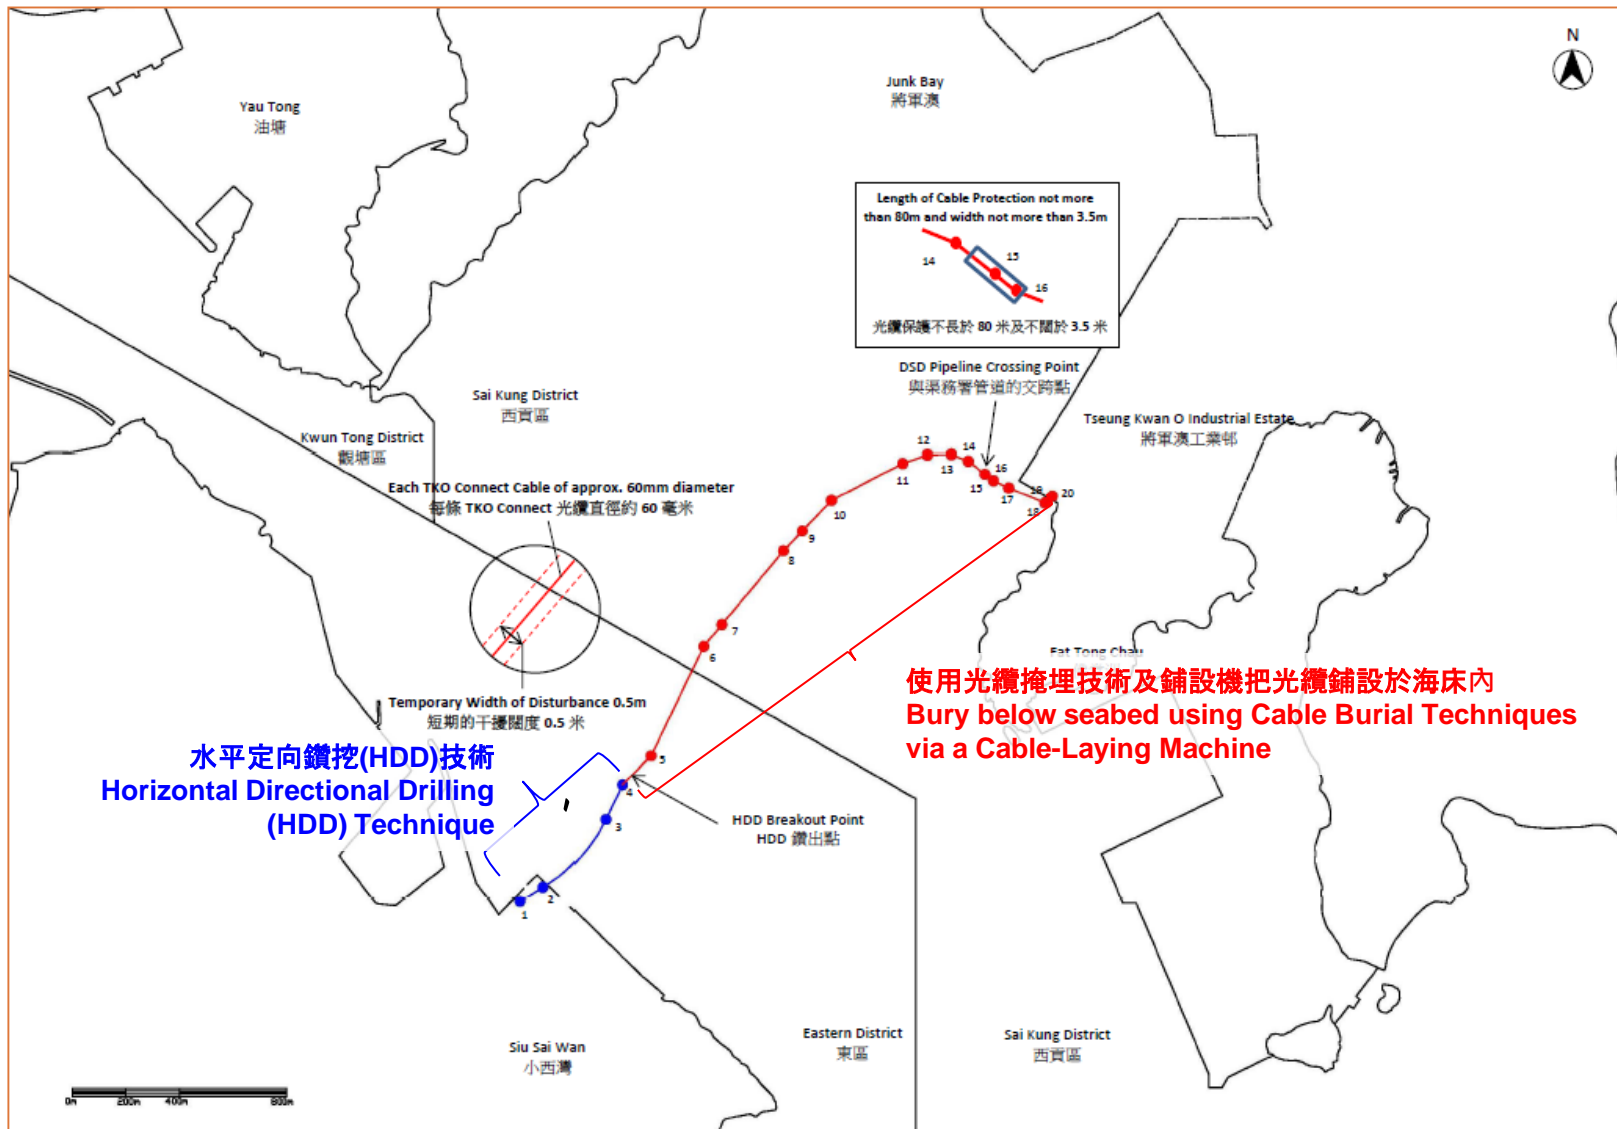 N
Junk Bay
將軍澳
Yau Tong
油塘
Length of Cable Protection not more
than 80m and width not more than 3.5m
14
15
16
光纜保護不長於 80 米及不闊於 3.5 米
DSD Pipeline Crossing Point
與渠務署管道的交跨點
Sai Kung District
西貢區
Kwun Tong District
觀塘區
Tseung Kwan O Industrial Estate
將軍澳工業邨
Each TKO Connect Cable of approx. 60mm diameter
每條 TKO Connect 光纜直徑約 60 毫米
12
13
14
11
16
15
17
19
20
18
10
9
8
7
6
Fat Tong Chau
使用光纜掩埋技術及鋪設機把光纜鋪設於海床內
Bury below seabed using Cable Burial Techniques
via a Cable-Laying Machine
Temporary Width of Disturbance 0.5m
短期的干擾闊度 0.5 米
水平定向鑽挖(HDD)技術
Horizontal Directional Drilling
(HDD) Technique
5
4
3
HDD Breakout Point
HDD 鑽出點
2
1
Siu Sai Wan
小西灣
Eastern District
東區
Sai Kung District
西貢區
0m 200m 400m 800m